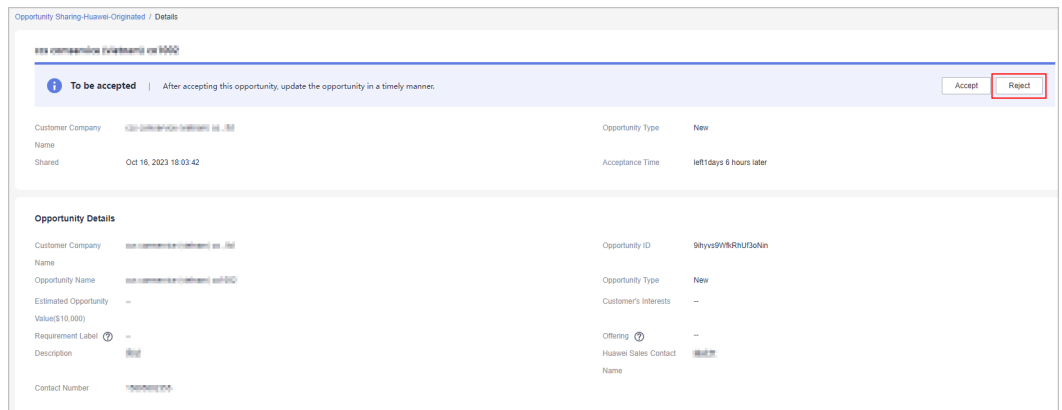 Opportunity Sharing-Huawei-Originated / Details
To be accepted | After accepting this opportunity, update the opportunity in a timely manner.
Accept
Reject
Customer Company Name
Opportunity Type New
Shared Oct 16, 2023 18:03:42
Acceptance Time left1days 6 hours later
Opportunity Details
Customer Company Name
Opportunity ID 9ihyvs9WfkRhUf3oNin
Opportunity Name
Opportunity Type New
Estimated Opportunity Value($10,000) --
Customer's Interests --
Requirement Label --
Offering --
Description
Huawei Sales Contact Name
Contact Number